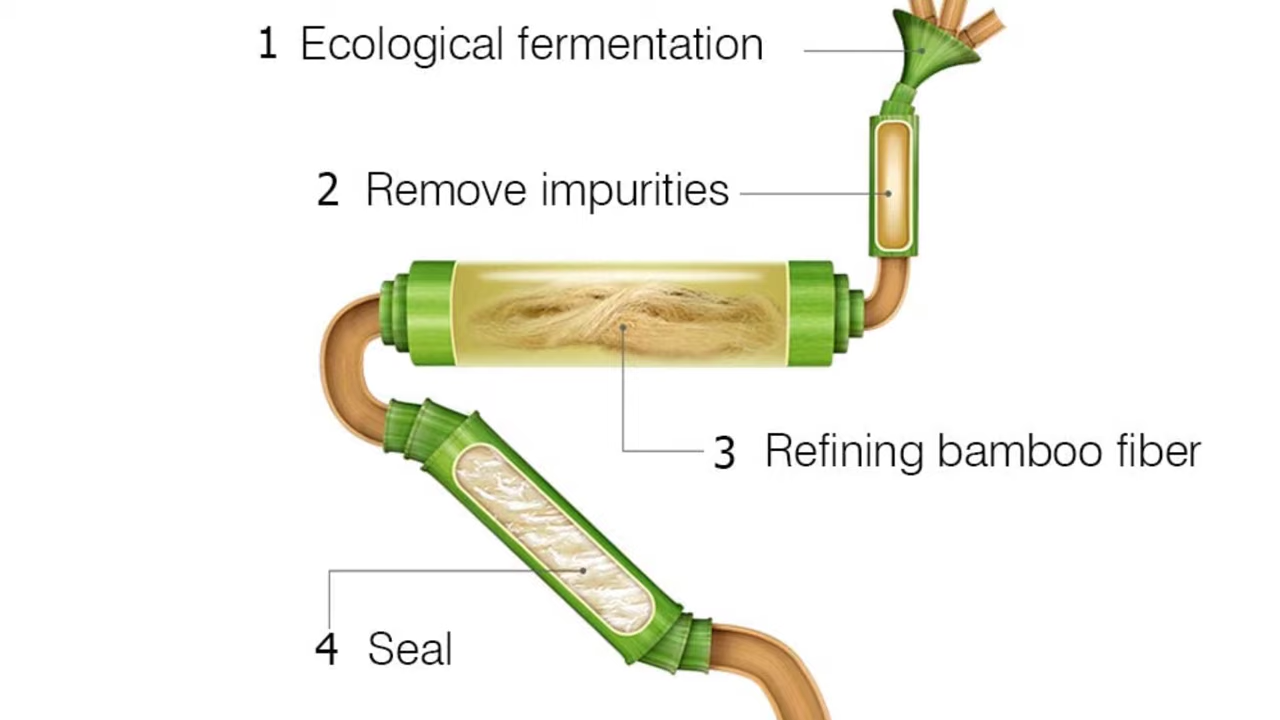 1 Ecological fermentation
2 Remove impurities
3 Refining bamboo fiber
4 Seal